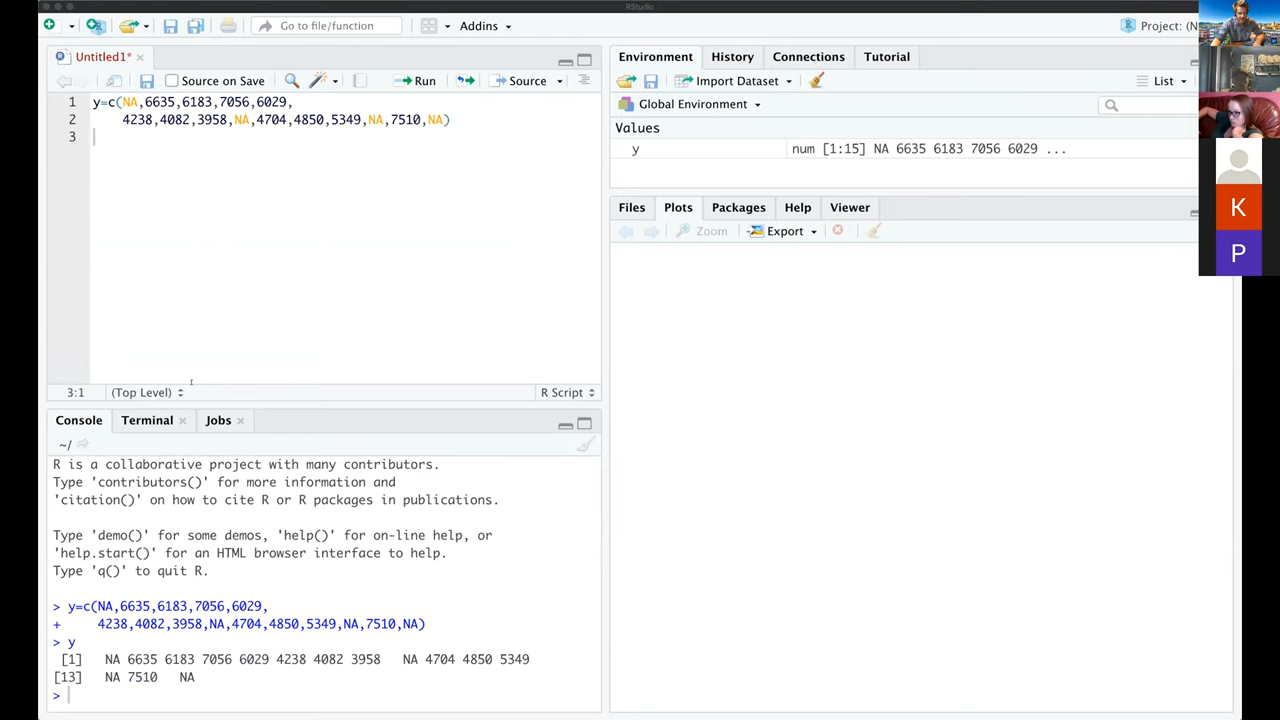 RStudio
Go to file/function
Addins
Project: (N
Untitled1*
Source on Save
Run
Source
1 y=c(NA,6635,6183,7056,6029,
2 4238,4082,3958,NA,4704,4850,5349,NA,7510,NA)
3
3:1 (Top Level) R Script
Console Terminal Jobs
~/
R is a collaborative project with many contributors.
Type 'contributors()' for more information and
'citation()' on how to cite R or R packages in publications.
Type 'demo()' for some demos, 'help()' for on-line help, or
'help.start()' for an HTML browser interface to help.
Type 'q()' to quit R.
> y=c(NA,6635,6183,7056,6029,
+ 4238,4082,3958,NA,4704,4850,5349,NA,7510,NA)
> y
[1] NA 6635 6183 7056 6029 4238 4082 3958 NA 4704 4850 5349
[13] NA 7510 NA
>
Environment History Connections Tutorial
Import Dataset List
Global Environment
Values
y num [1:15] NA 6635 6183 7056 6029 ...
Files Plots Packages Help Viewer
Zoom Export
K
P